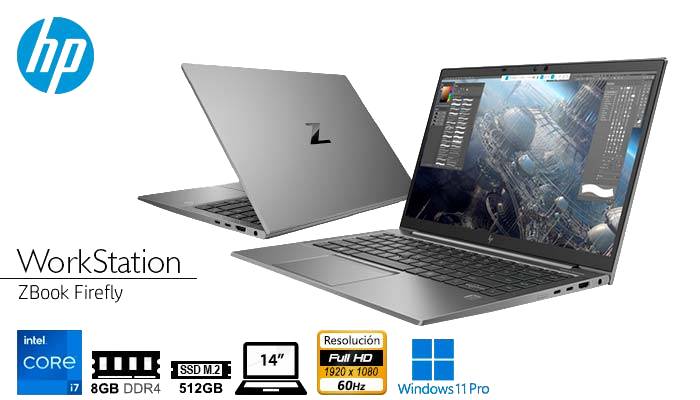 hp
WorkStation
ZBook Firefly
intel
CORE
i7
8GB DDR4
SSD M.2
512GB
14”
Resolución
Full HD
1920 x 1080
60Hz
Windows 11 Pro